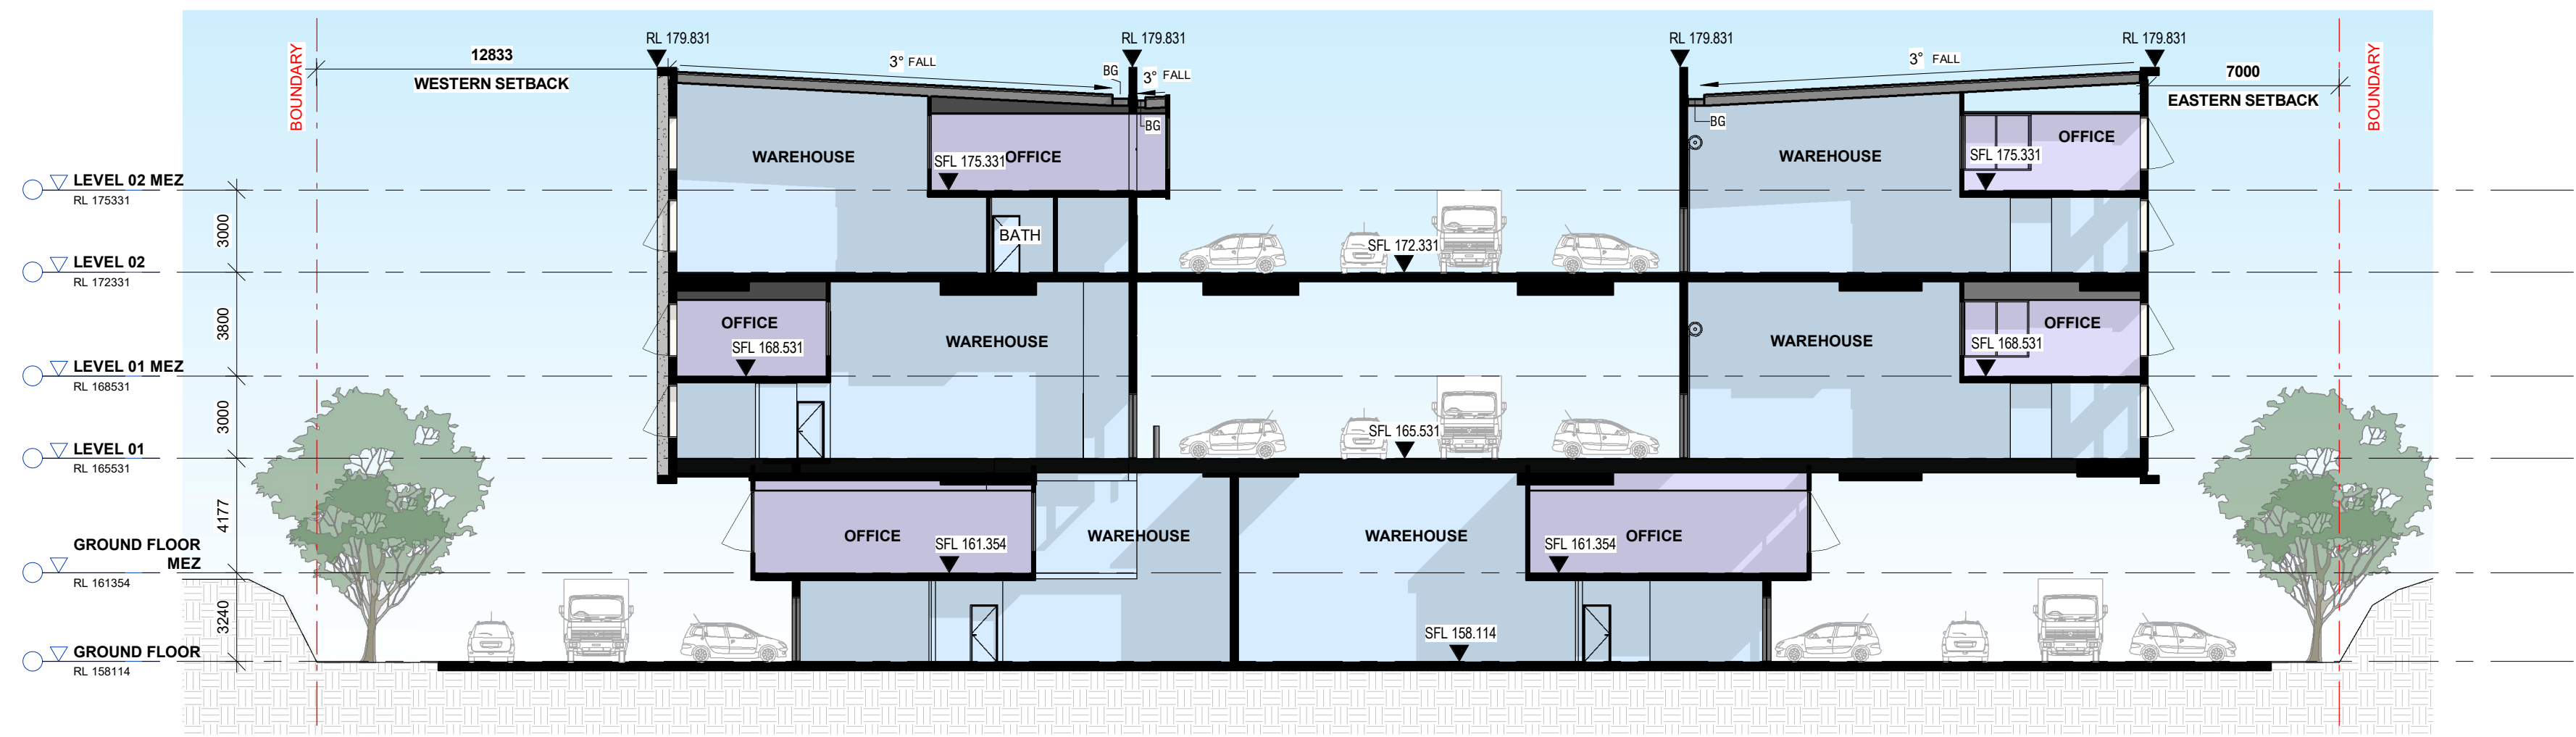 RL 179.831
RL 179.831
RL 179.831
RL 179.831
BOUNDARY
12833
WESTERN SETBACK
3° FALL
BG
3° FALL
BG
3° FALL
BG
7000
EASTERN SETBACK
BOUNDARY
WAREHOUSE
SFL 175.331
OFFICE
WAREHOUSE
SFL 175.331
OFFICE
LEVEL 02 MEZ
RL 175331
3000
BATH
SFL 172.331
LEVEL 02
RL 172331
3800
OFFICE
SFL 168.531
WAREHOUSE
WAREHOUSE
SFL 168.531
OFFICE
LEVEL 01 MEZ
RL 168531
3000
SFL 165.531
LEVEL 01
RL 165531
4177
OFFICE
SFL 161.354
WAREHOUSE
WAREHOUSE
SFL 161.354
OFFICE
GROUND FLOOR
MEZ
RL 161354
3240
SFL 158.114
GROUND FLOOR
RL 158114